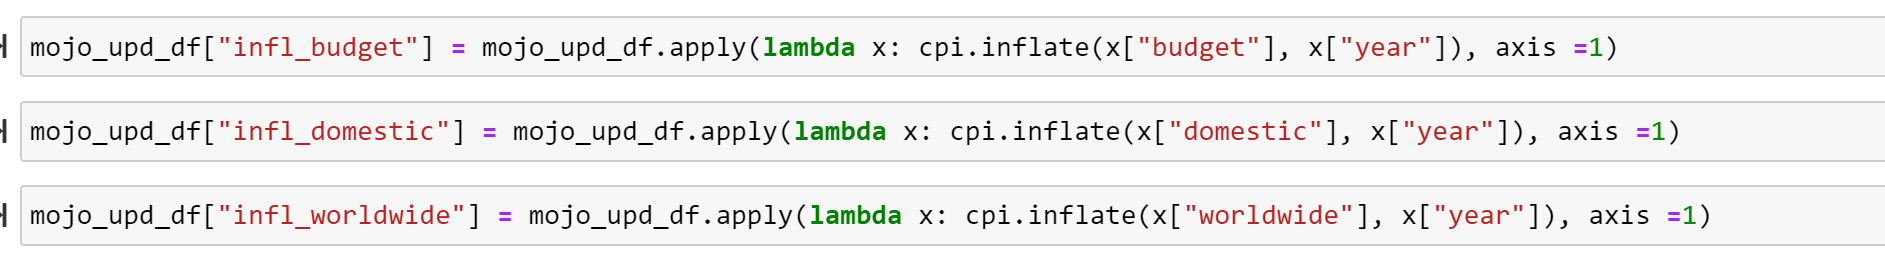 mojo_upd_df["infl_budget"] = mojo_upd_df.apply(lambda x: cpi.inflate(x["budget"], x["year"]), axis =1)
mojo_upd_df["infl_domestic"] = mojo_upd_df.apply(lambda x: cpi.inflate(x["domestic"], x["year"]), axis =1)
mojo_upd_df["infl_worldwide"] = mojo_upd_df.apply(lambda x: cpi.inflate(x["worldwide"], x["year"]), axis =1)